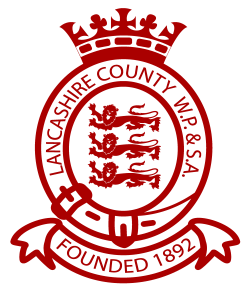 LANCASHIRE COUNTY W.P. & S.A.
FOUNDED 1892